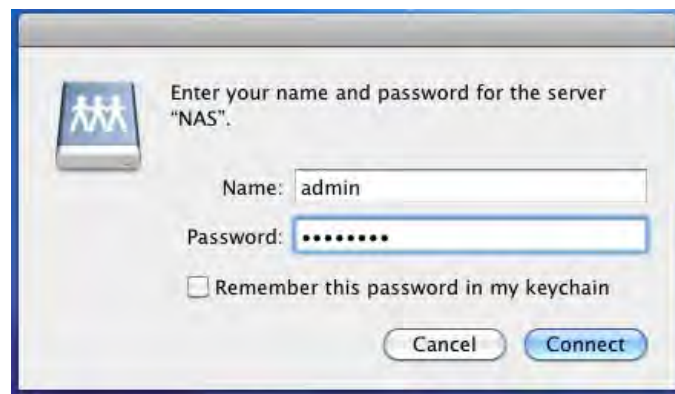 Enter your name and password for the server
“NAS”.
Name: admin
Password: ••••••••
Remember this password in my keychain
Cancel Connect